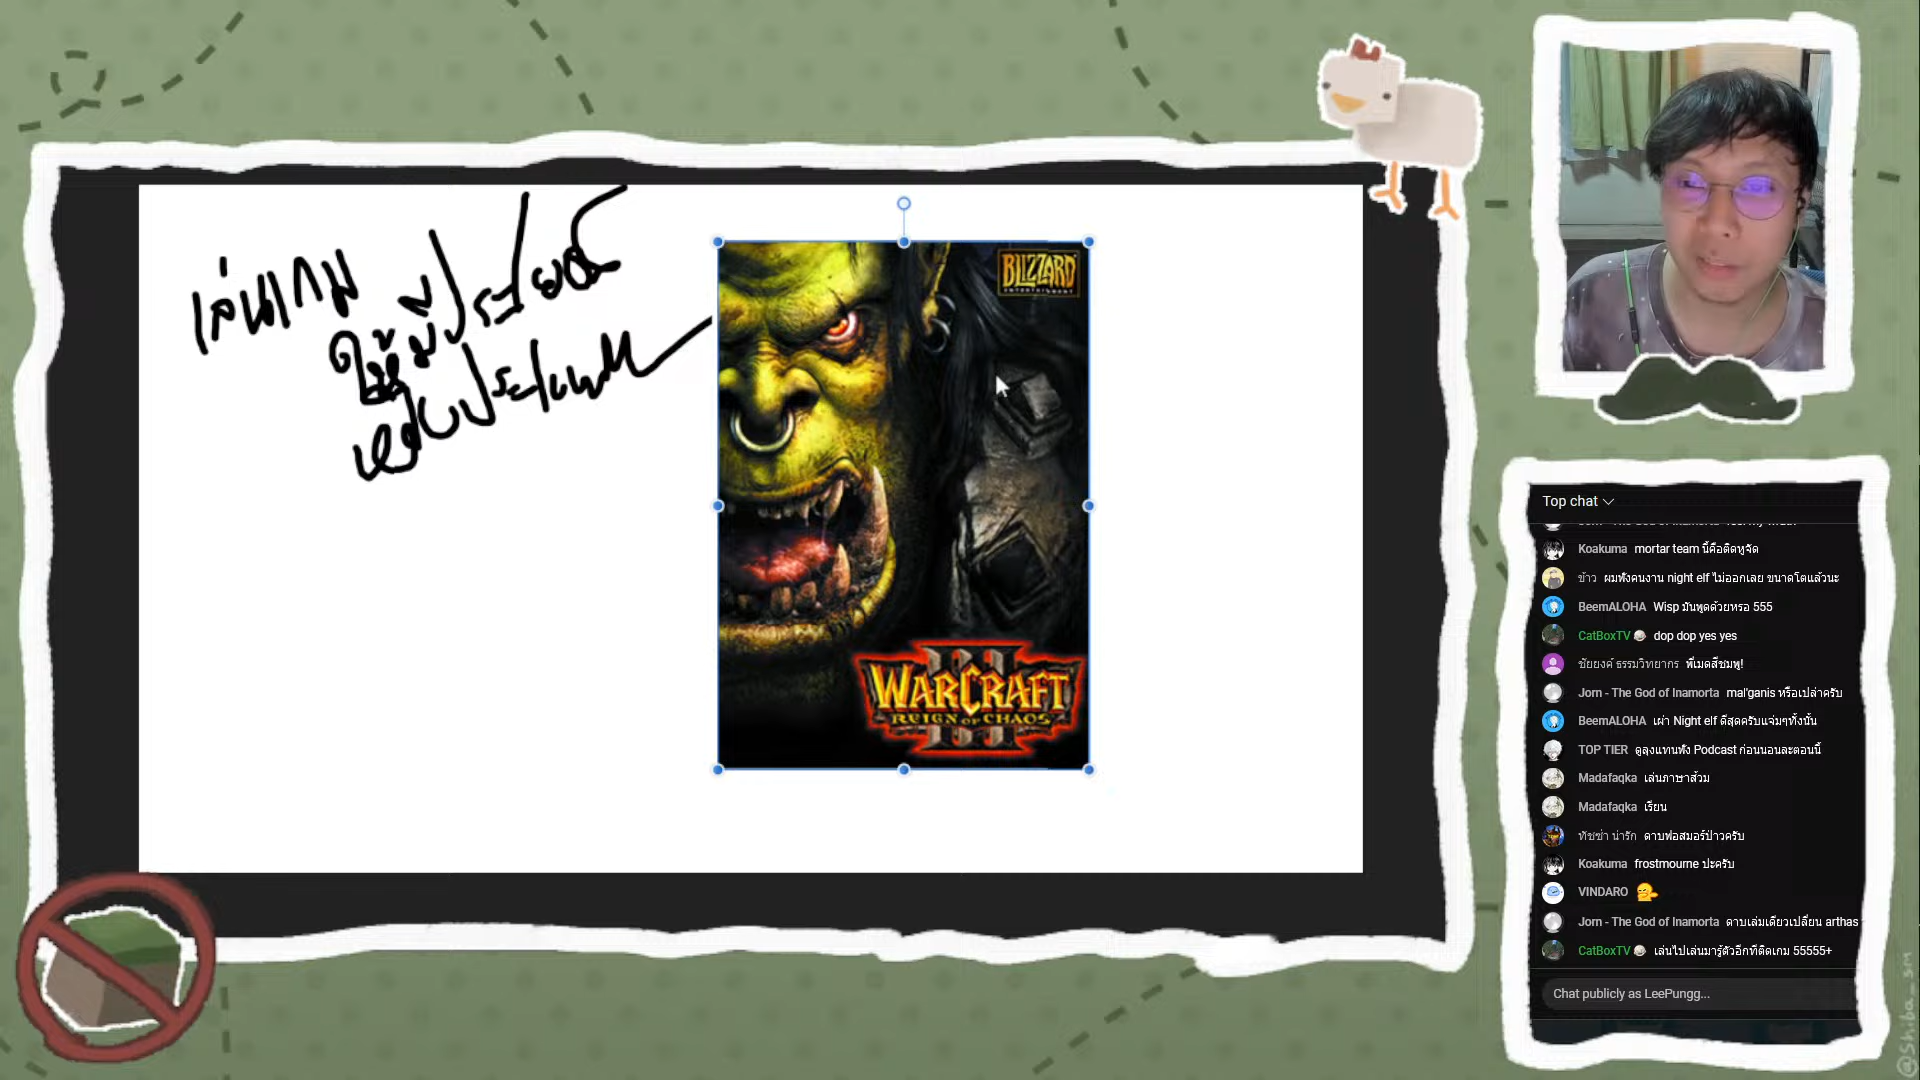 เล่นเกม
ให้มีประโยชน์
BLIZZARD
ENTERTAINMENT
WARCRAFT
III
REIGN OF CHAOS
Top chat
Koakuma mortar team นี้คือติดหูจัด
ข้าว ผมฟังคนงาน night elf ไม่ออกเลย ขนาดโตแล้วนะ
BeemALOHA Wisp มันพูดด้วยหรอ 555
CatBoxTV dop dop yes yes
ชัยยงค์ ธรรมวิทยากร พี่เมดสีชมพู!
Jorn - The God of Inamorta mal'ganis หรือเปล่าครับ
BeemALOHA เผ่า Night elf ดีสุดครับแจ่มๆทั้งนั้น
TOP TIER ดูลุงแทนฟัง Podcast ก่อนนอนละตอนนี้
Madafaqka เล่นภาษาส้วม
Madafaqka เรียน
ทัชช่า น่ารัก ดาบฟอสมอร์ป่าวครับ
Koakuma frostmourne ปะครับ
VINDARO
Jorn - The God of Inamorta ดาบเล่มเดียวเปลี่ยน arthas
CatBoxTV เล่นไปเล่นมารู้ตัวอีกทีติดเกม 55555+
Chat publicly as LeePungg...
@Shiba_sm